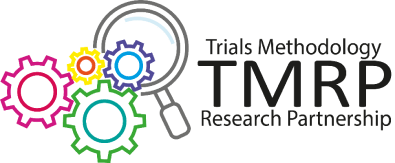 Trials Methodology
TMRP
Research Partnership